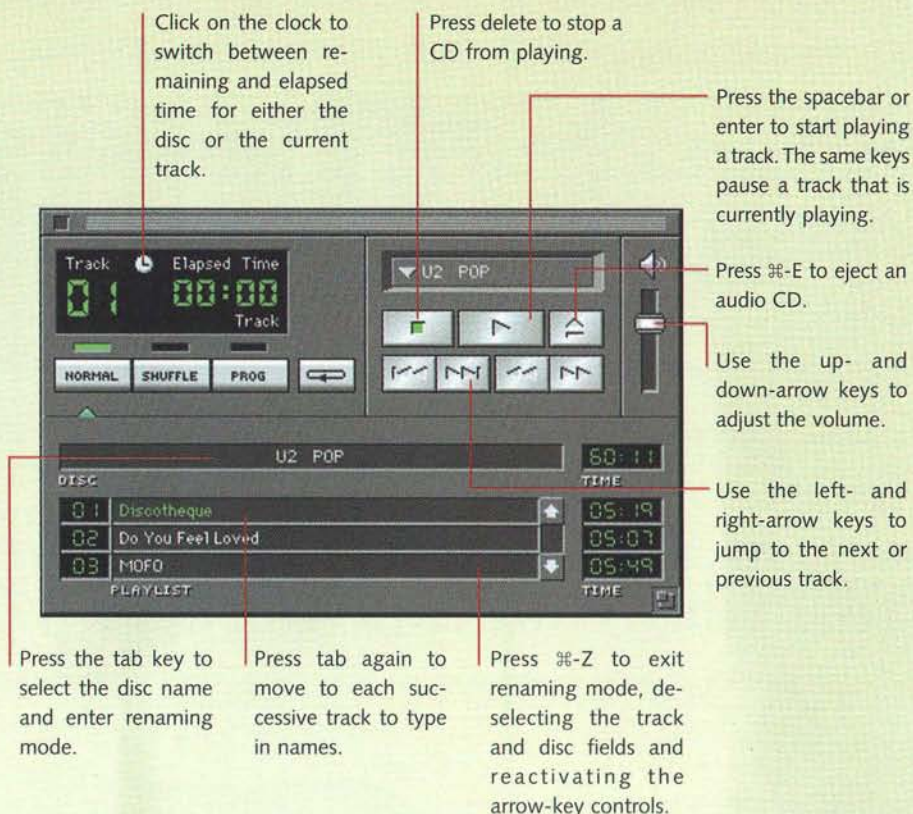 Click on the clock to
switch between re-
maining and elapsed
time for either the
disc or the current
track.
Press delete to stop a
CD from playing.
Press the spacebar or
enter to start playing
a track. The same keys
pause a track that is
currently playing.
Press ⌘-E to eject an
audio CD.
Use the up- and
down-arrow keys to
adjust the volume.
Use the left- and
right-arrow keys to
jump to the next or
previous track.
Track Elapsed Time
01 00:00
Track
U2 POP
NORMAL SHUFFLE PROG
U2 POP 60:11
DISC TIME
01 Discotheque 05:19
02 Do You Feel Loved 05:07
03 MOFO 05:49
PLAYLIST TIME
Press the tab key to
select the disc name
and enter renaming
mode.
Press tab again to
move to each suc-
cessive track to type
in names.
Press ⌘-Z to exit
renaming mode, de-
selecting the track
and disc fields and
reactivating the
arrow-key controls.